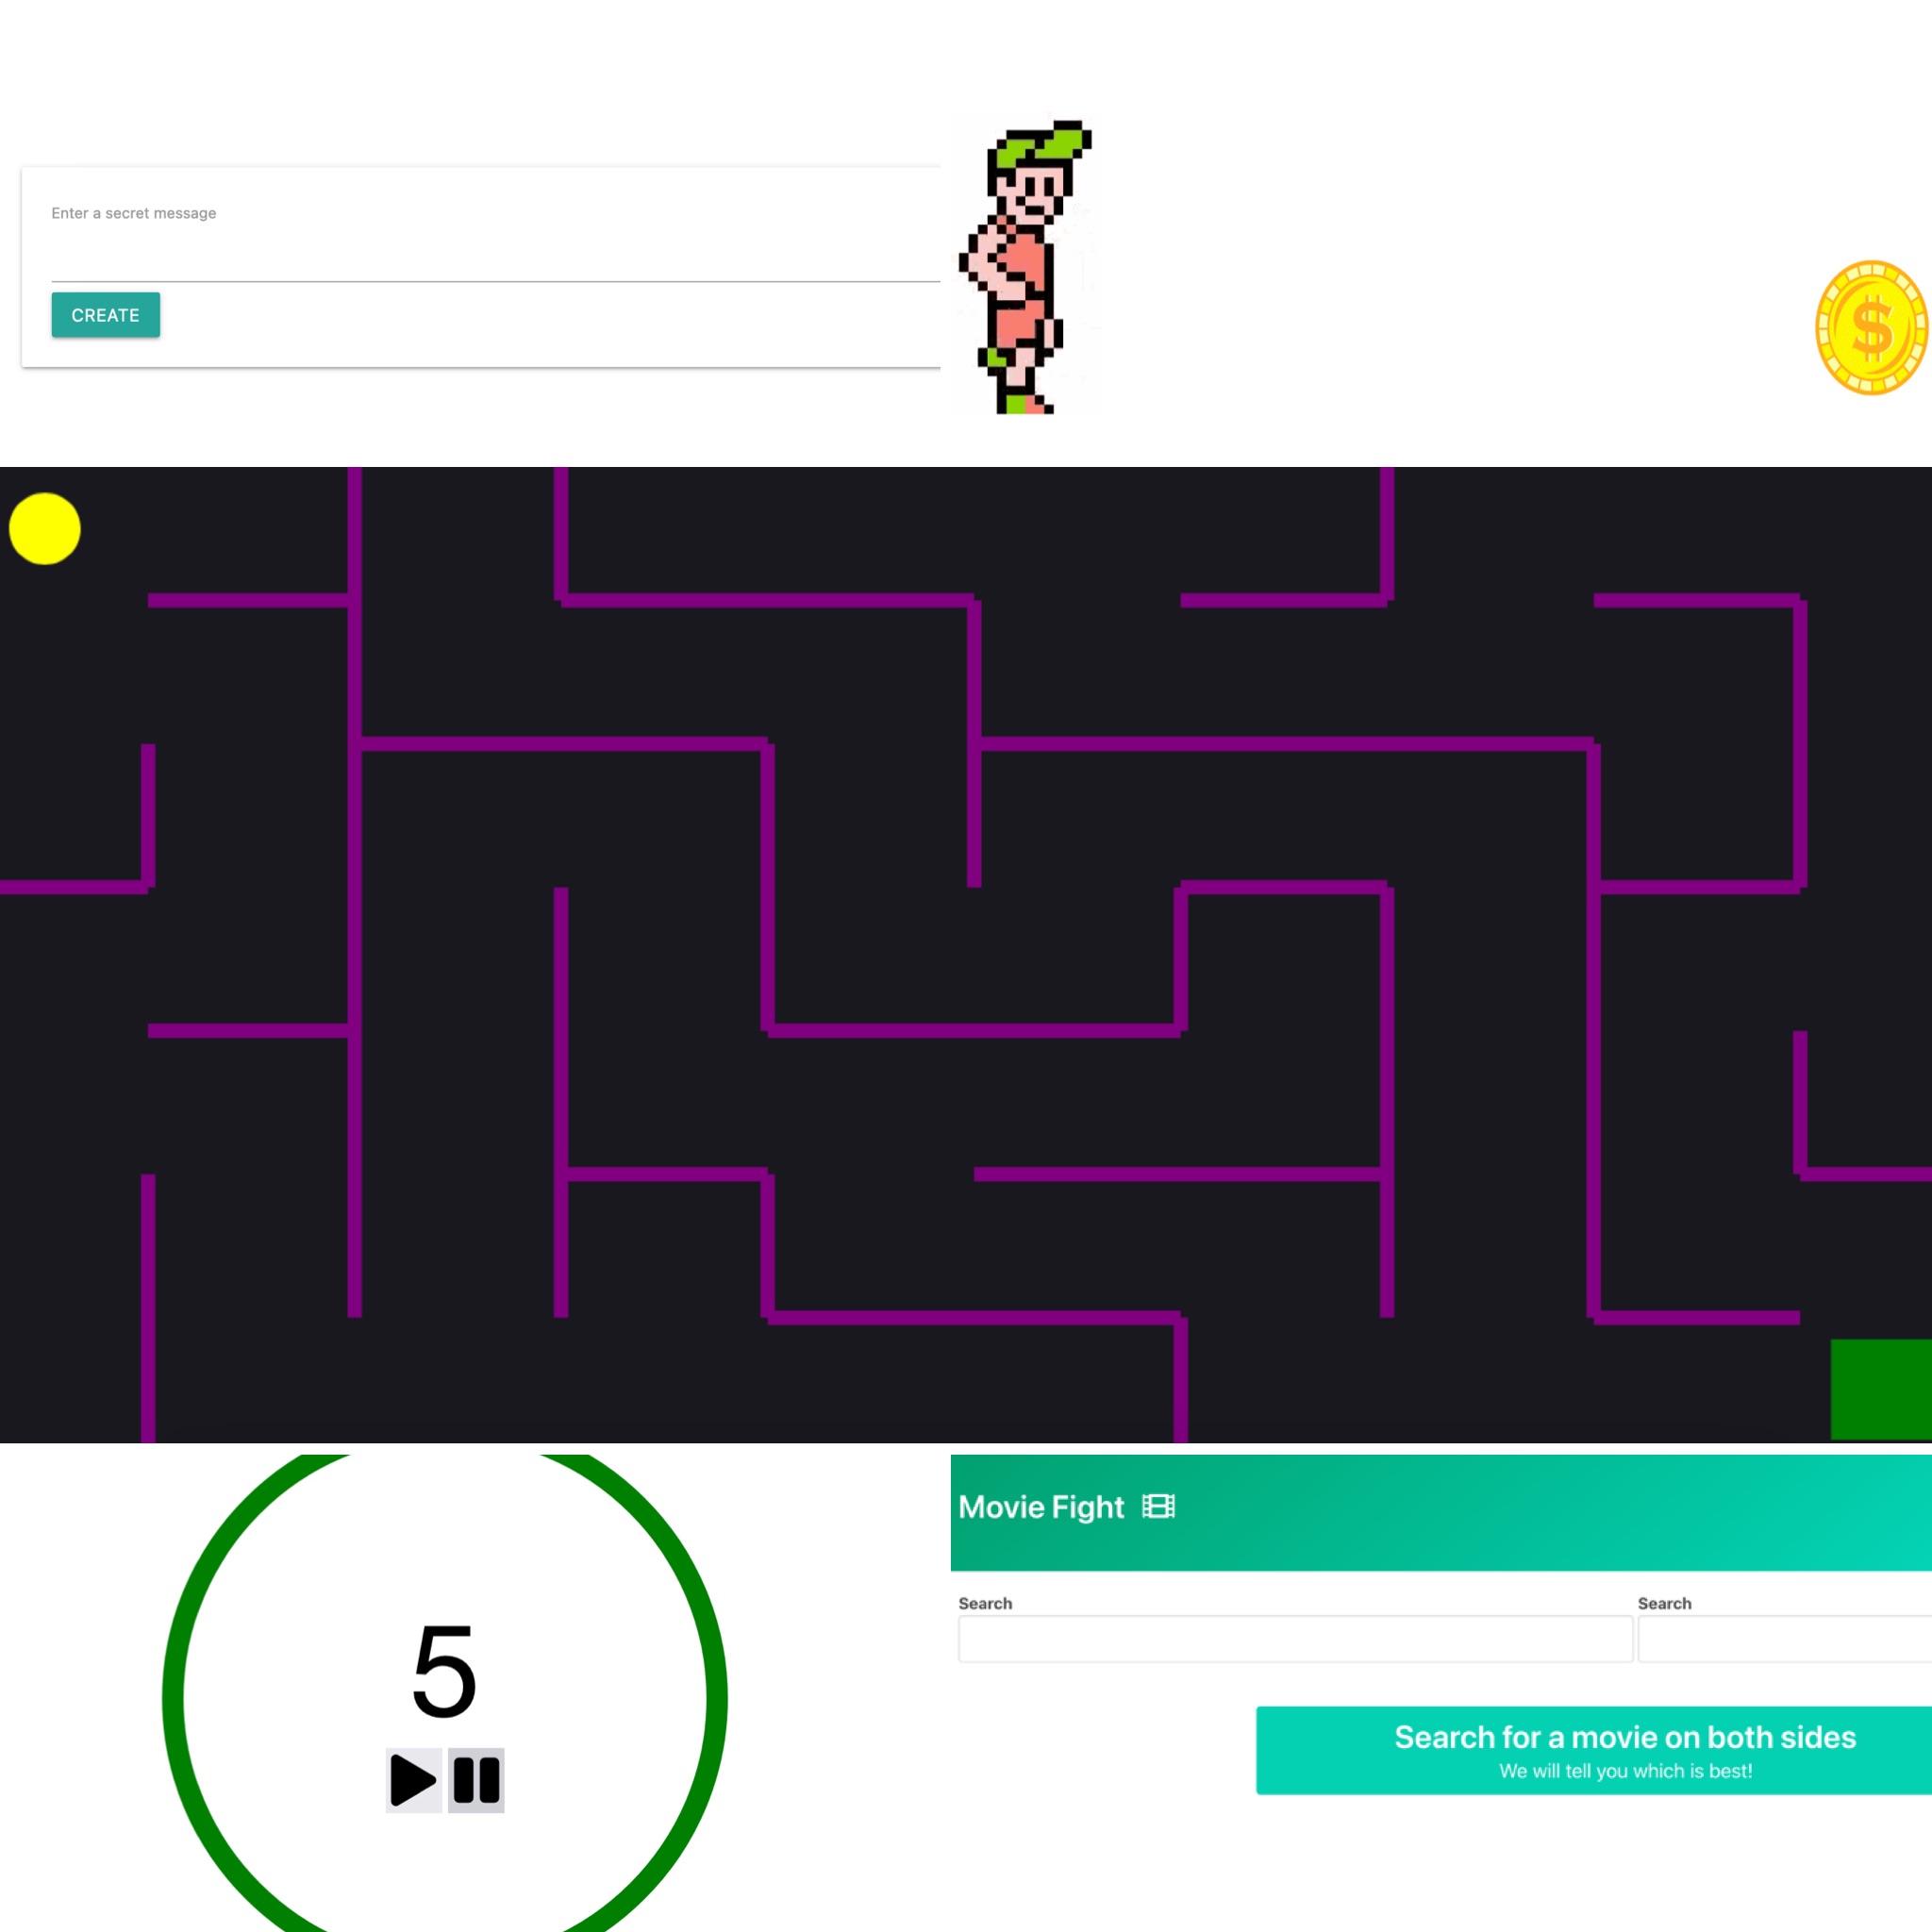 Enter a secret message
CREATE
$
5
Movie Fight
Search
Search
Search for a movie on both sides
We will tell you which is best!